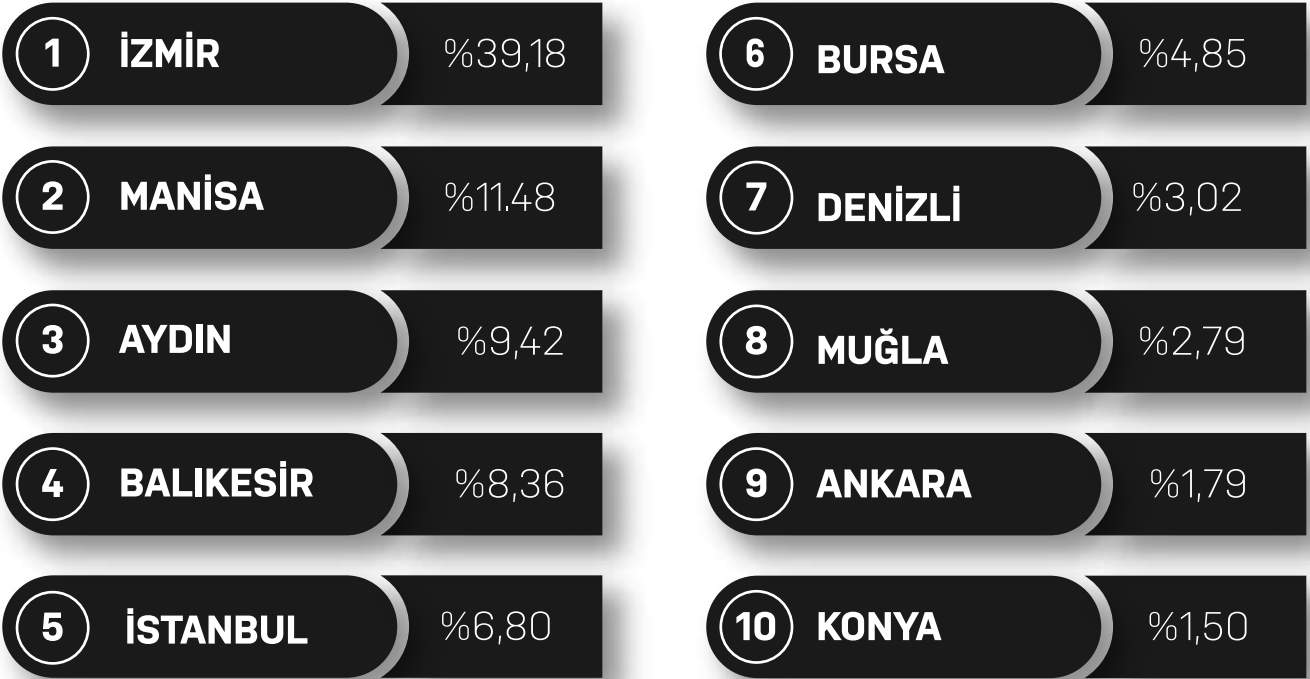 1 İZMİR %39,18
2 MANİSA %11.48
3 AYDIN %9,42
4 BALIKESİR %8,36
5 İSTANBUL %6,80
6 BURSA %4,85
7 DENİZLİ %3,02
8 MUĞLA %2,79
9 ANKARA %1,79
10 KONYA %1,50